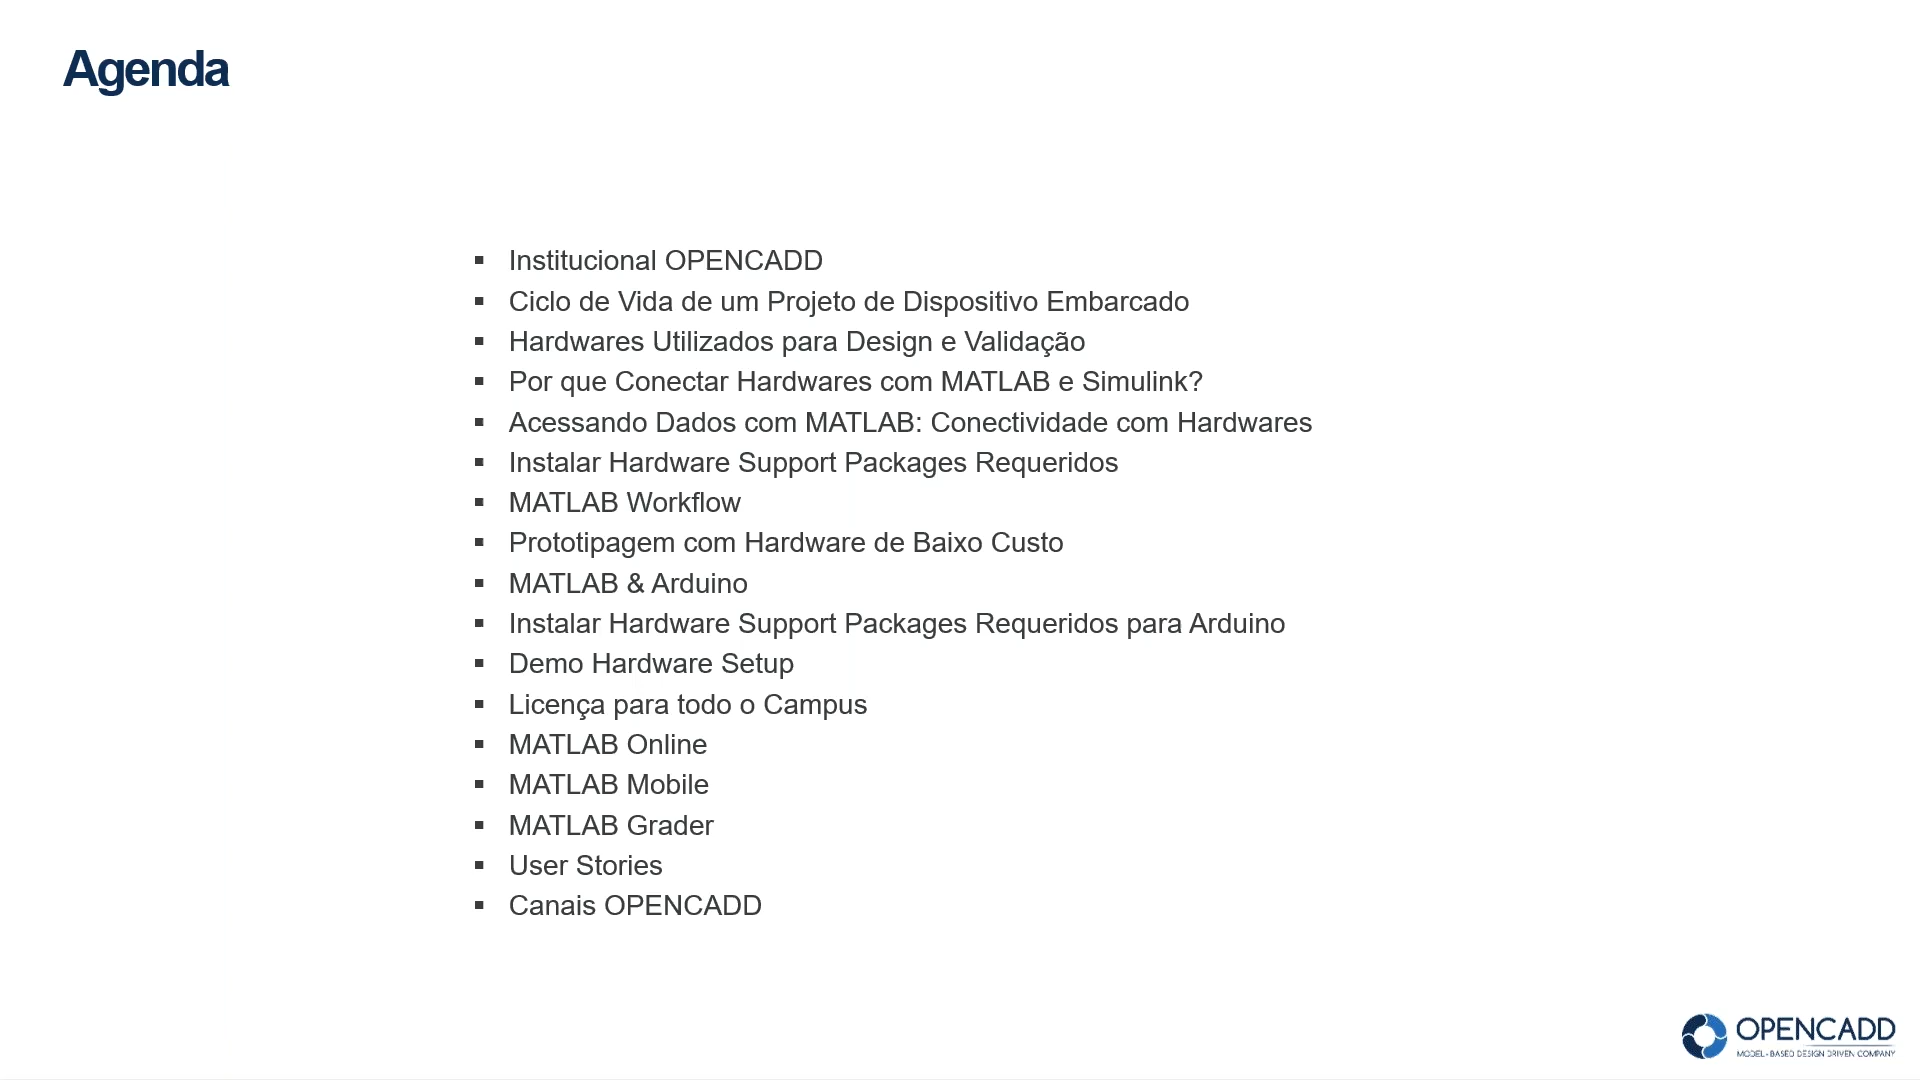 Agenda
▪ Institucional OPENCADD
▪ Ciclo de Vida de um Projeto de Dispositivo Embarcado
▪ Hardwares Utilizados para Design e Validação
▪ Por que Conectar Hardwares com MATLAB e Simulink?
▪ Acessando Dados com MATLAB: Conectividade com Hardwares
▪ Instalar Hardware Support Packages Requeridos
▪ MATLAB Workflow
▪ Prototipagem com Hardware de Baixo Custo
▪ MATLAB & Arduino
▪ Instalar Hardware Support Packages Requeridos para Arduino
▪ Demo Hardware Setup
▪ Licença para todo o Campus
▪ MATLAB Online
▪ MATLAB Mobile
▪ MATLAB Grader
▪ User Stories
▪ Canais OPENCADD
OPENCADD
MODEL-BASED DESIGN DRIVEN COMPANY